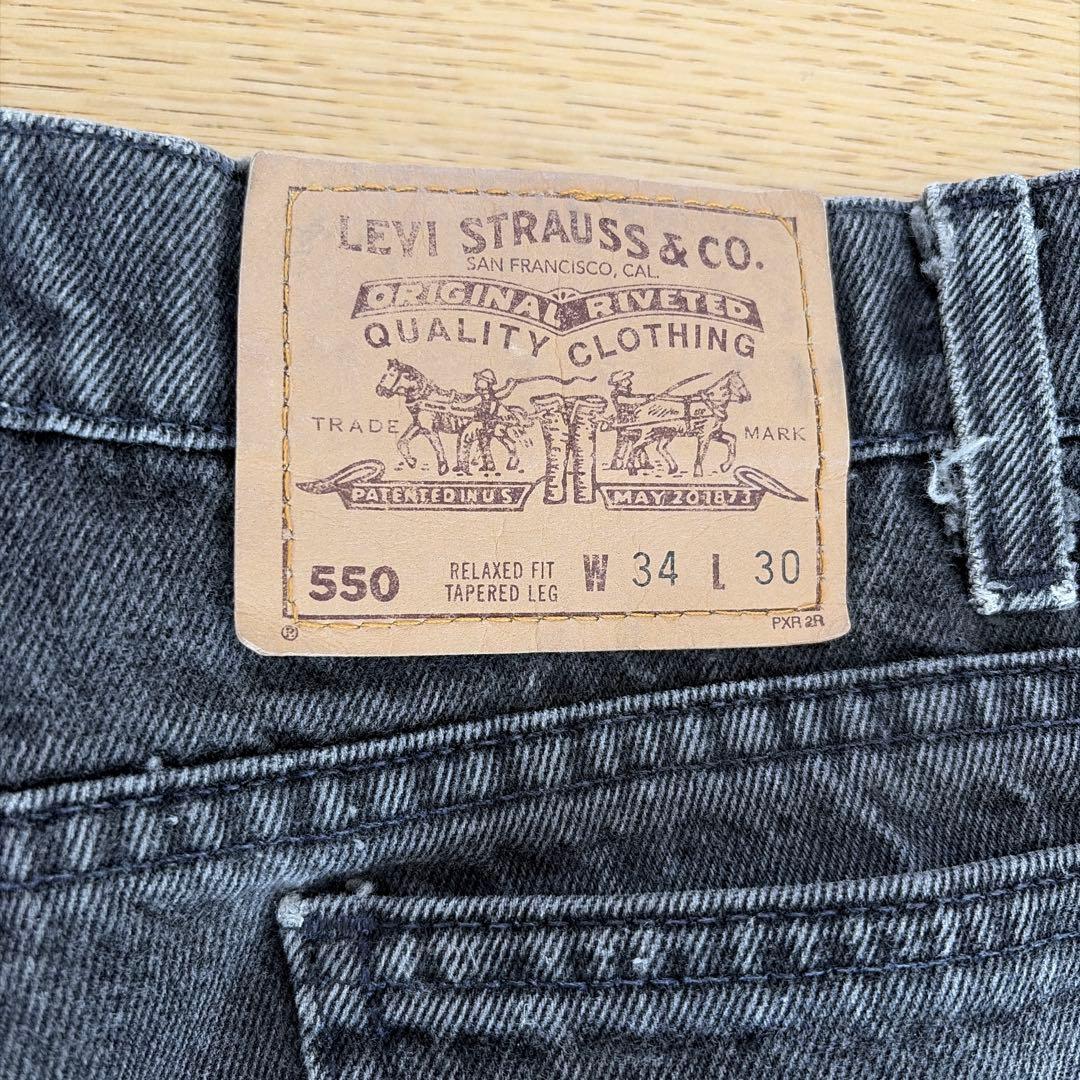 LEVI STRAUSS & CO.
SAN FRANCISCO, CAL.
ORIGINAL RIVETED
QUALITY CLOTHING
TRADE MARK
PATENTED IN U S MAY 20 1873
550 RELAXED FIT W 34 L 30
TAPERED LEG
Ⓟ PXR 2R